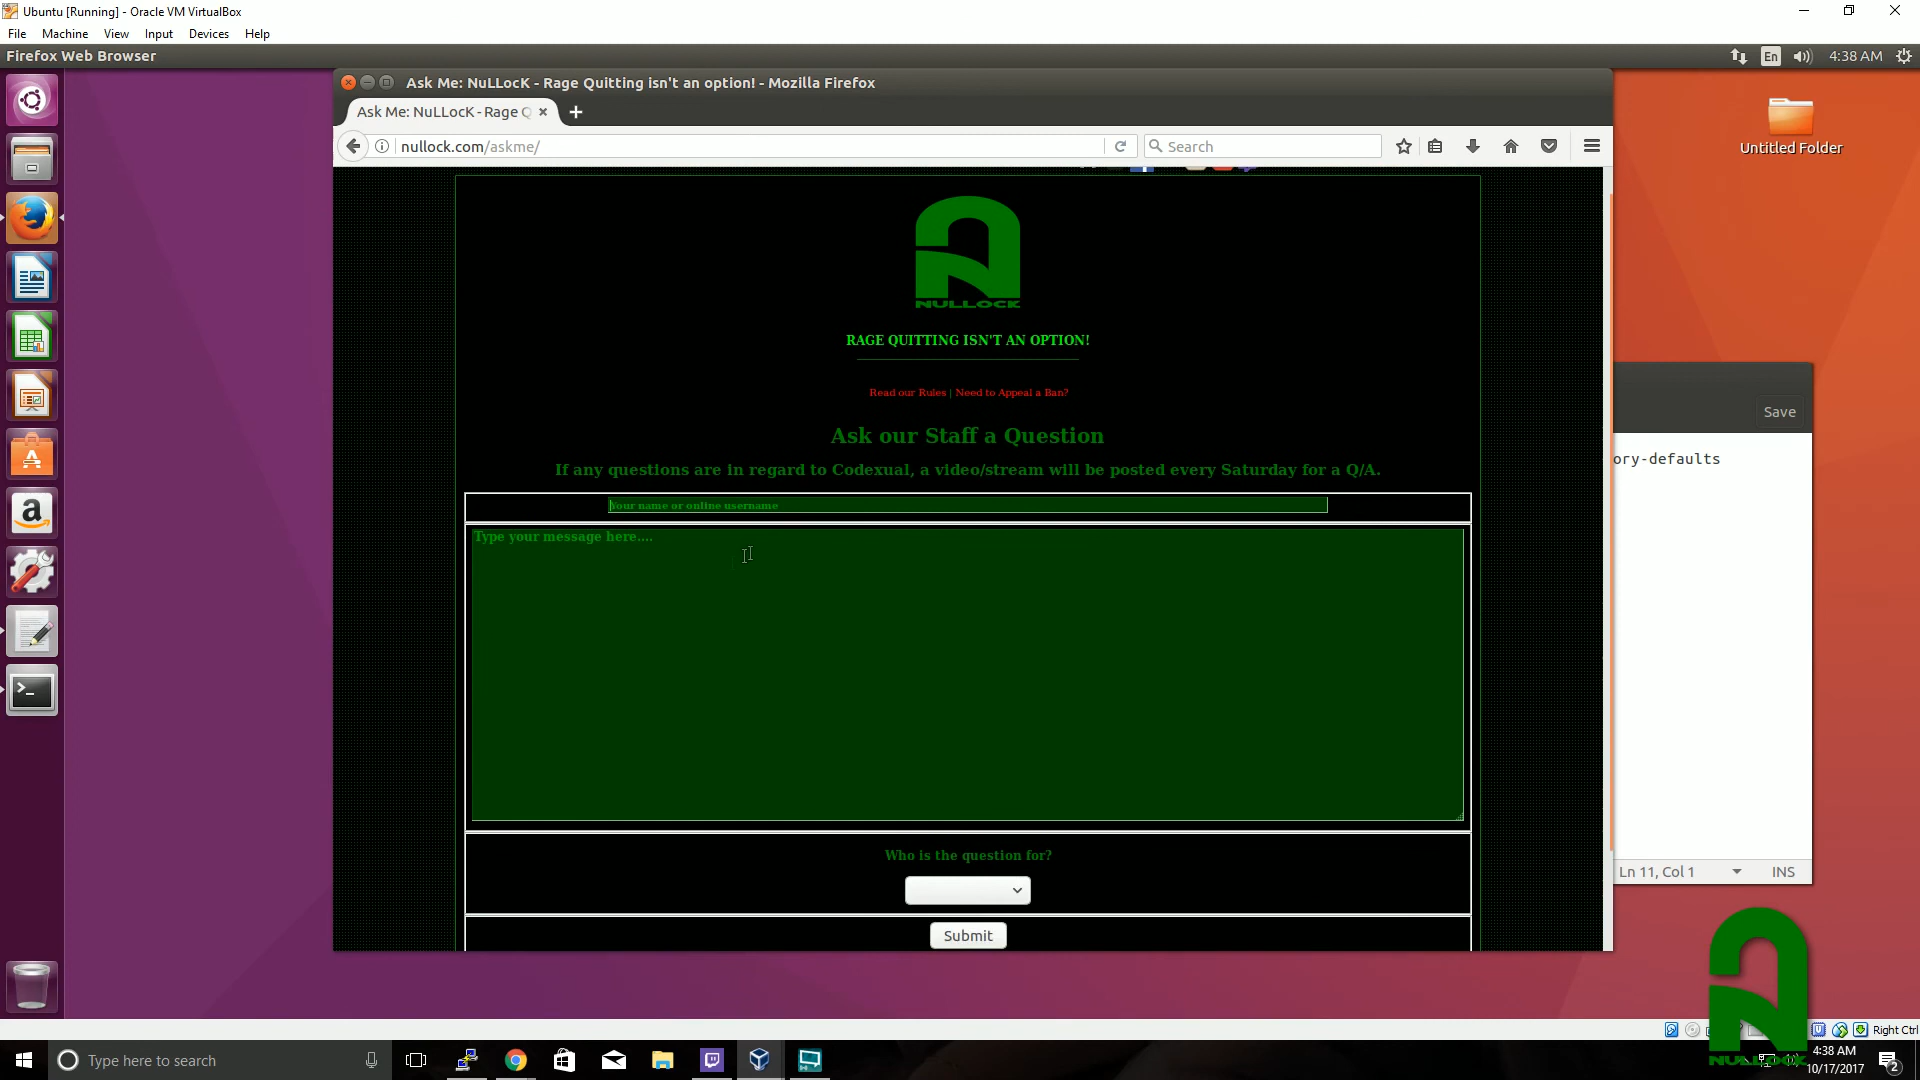 Ubuntu [Running] - Oracle VM VirtualBox
File Machine View Input Devices Help
Firefox Web Browser
En
4:38 AM
Ask Me: NuLLocK - Rage Quitting isn't an option! - Mozilla Firefox
Ask Me: NuLLocK - Rage Q
nullock.com/askme/
Search
Untitled Folder
NULLOCK
RAGE QUITTING ISN'T AN OPTION!
Read our Rules | Need to Appeal a Ban?
Ask our Staff a Question
If any questions are in regard to Codexual, a video/stream will be posted every Saturday for a Q/A.
Your name or online username
Type your message here....
Who is the question for?
Submit
Save
ory-defaults
Ln 11, Col 1
INS
NULLOCK
Right Ctrl
Type here to search
4:38 AM
10/17/2017
2